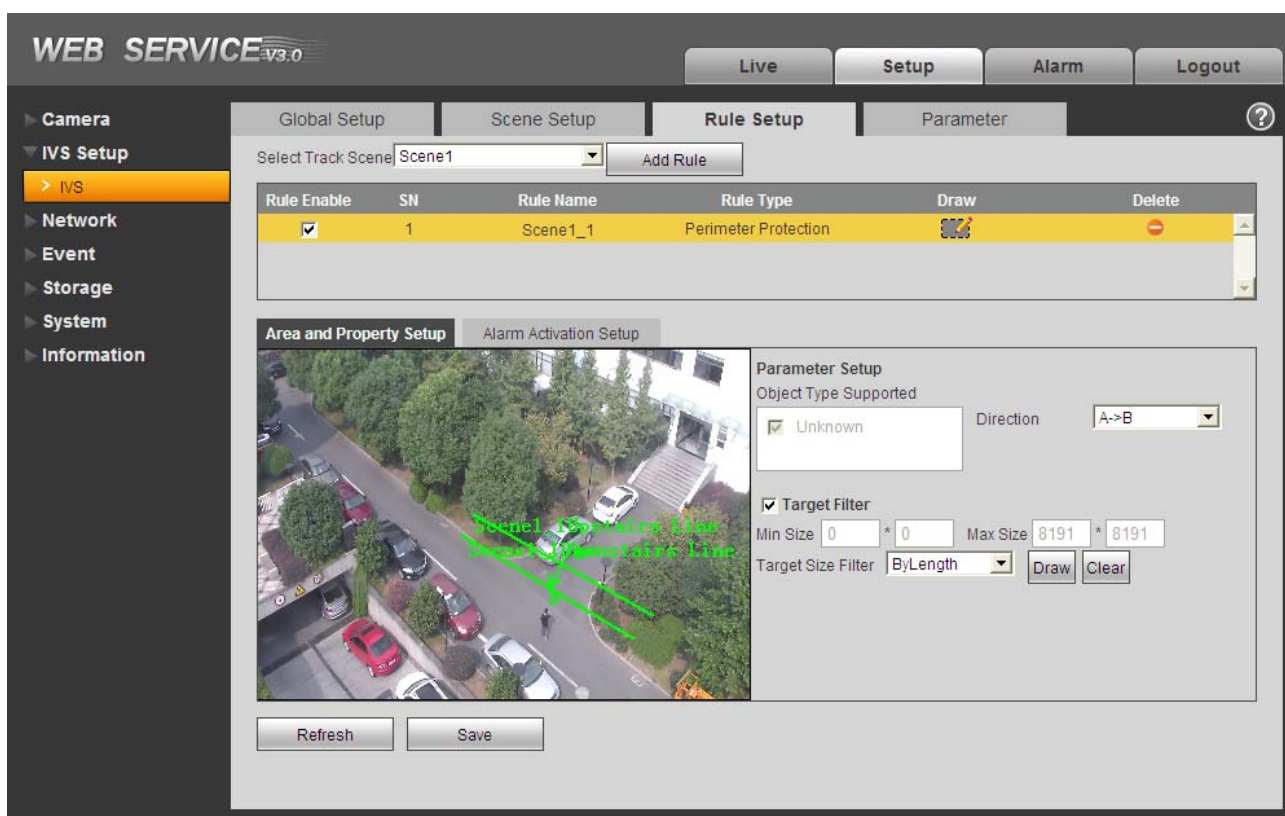 WEB SERVICE V3.0
Live Setup Alarm Logout
Camera
IVS Setup
> IVS
Network
Event
Storage
System
Information
Global Setup Scene Setup Rule Setup Parameter ?
Select Track Scene Scene1 Add Rule
Rule Enable SN Rule Name Rule Type Draw Delete
1 Scene1_1 Perimeter Protection
Area and Property Setup Alarm Activation Setup
Scene1_1Upstairs Line
Line
Parameter Setup
Object Type Supported
Unknown Direction A->B
Target Filter
Min Size 0 * 0 Max Size 8191 * 8191
Target Size Filter ByLength Draw Clear
Refresh Save